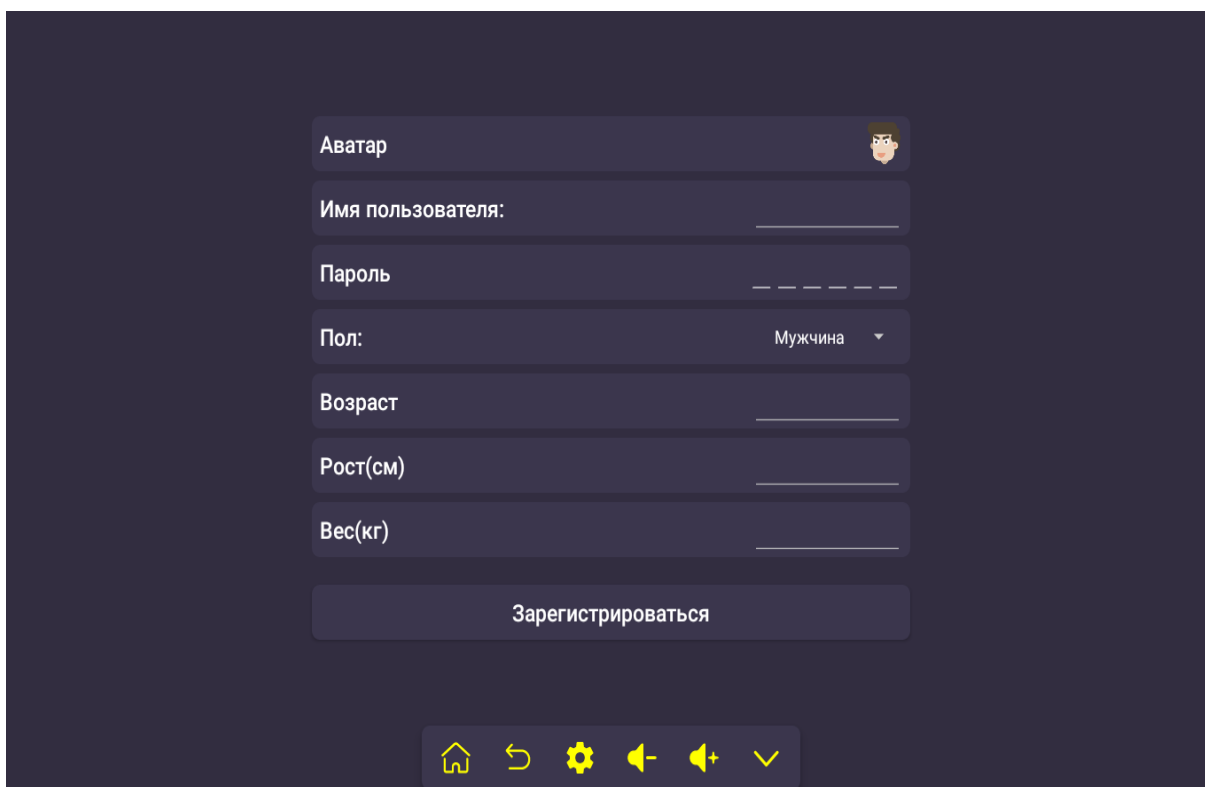 Аватар
Имя пользователя:
Пароль
Пол:
Мужчина
Возраст
Рост(см)
Вес(кг)
Зарегистрироваться